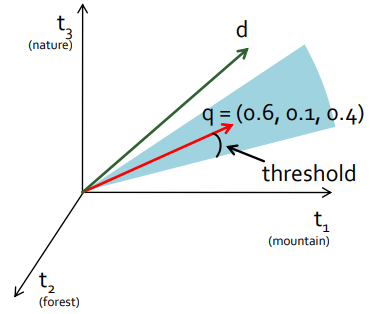 t3
(nature)
d
q = (0.6, 0.1, 0.4)
threshold
t1
(mountain)
t2
(forest)